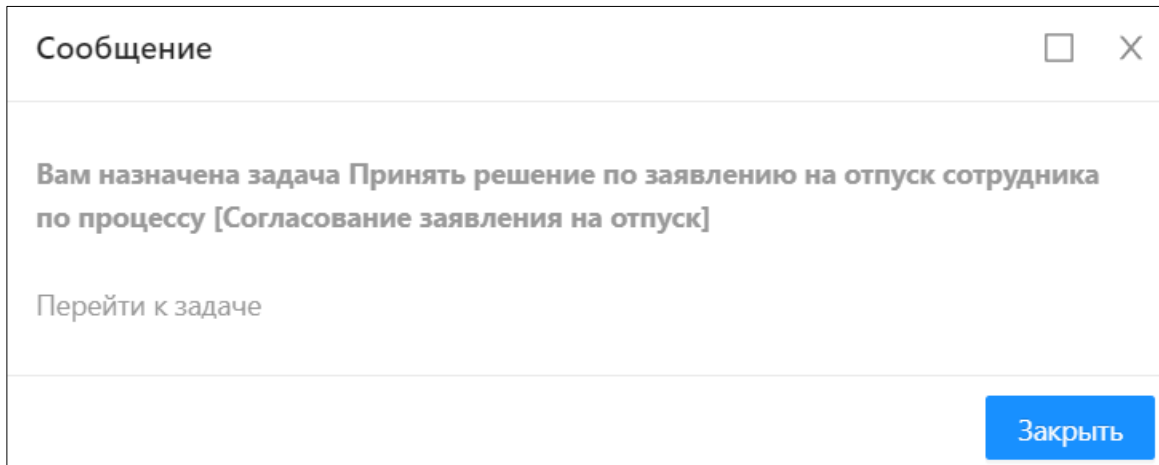 Сообщение
Вам назначена задача Принять решение по заявлению на отпуск сотрудника
по процессу [Согласование заявления на отпуск]
Перейти к задаче
Закрыть